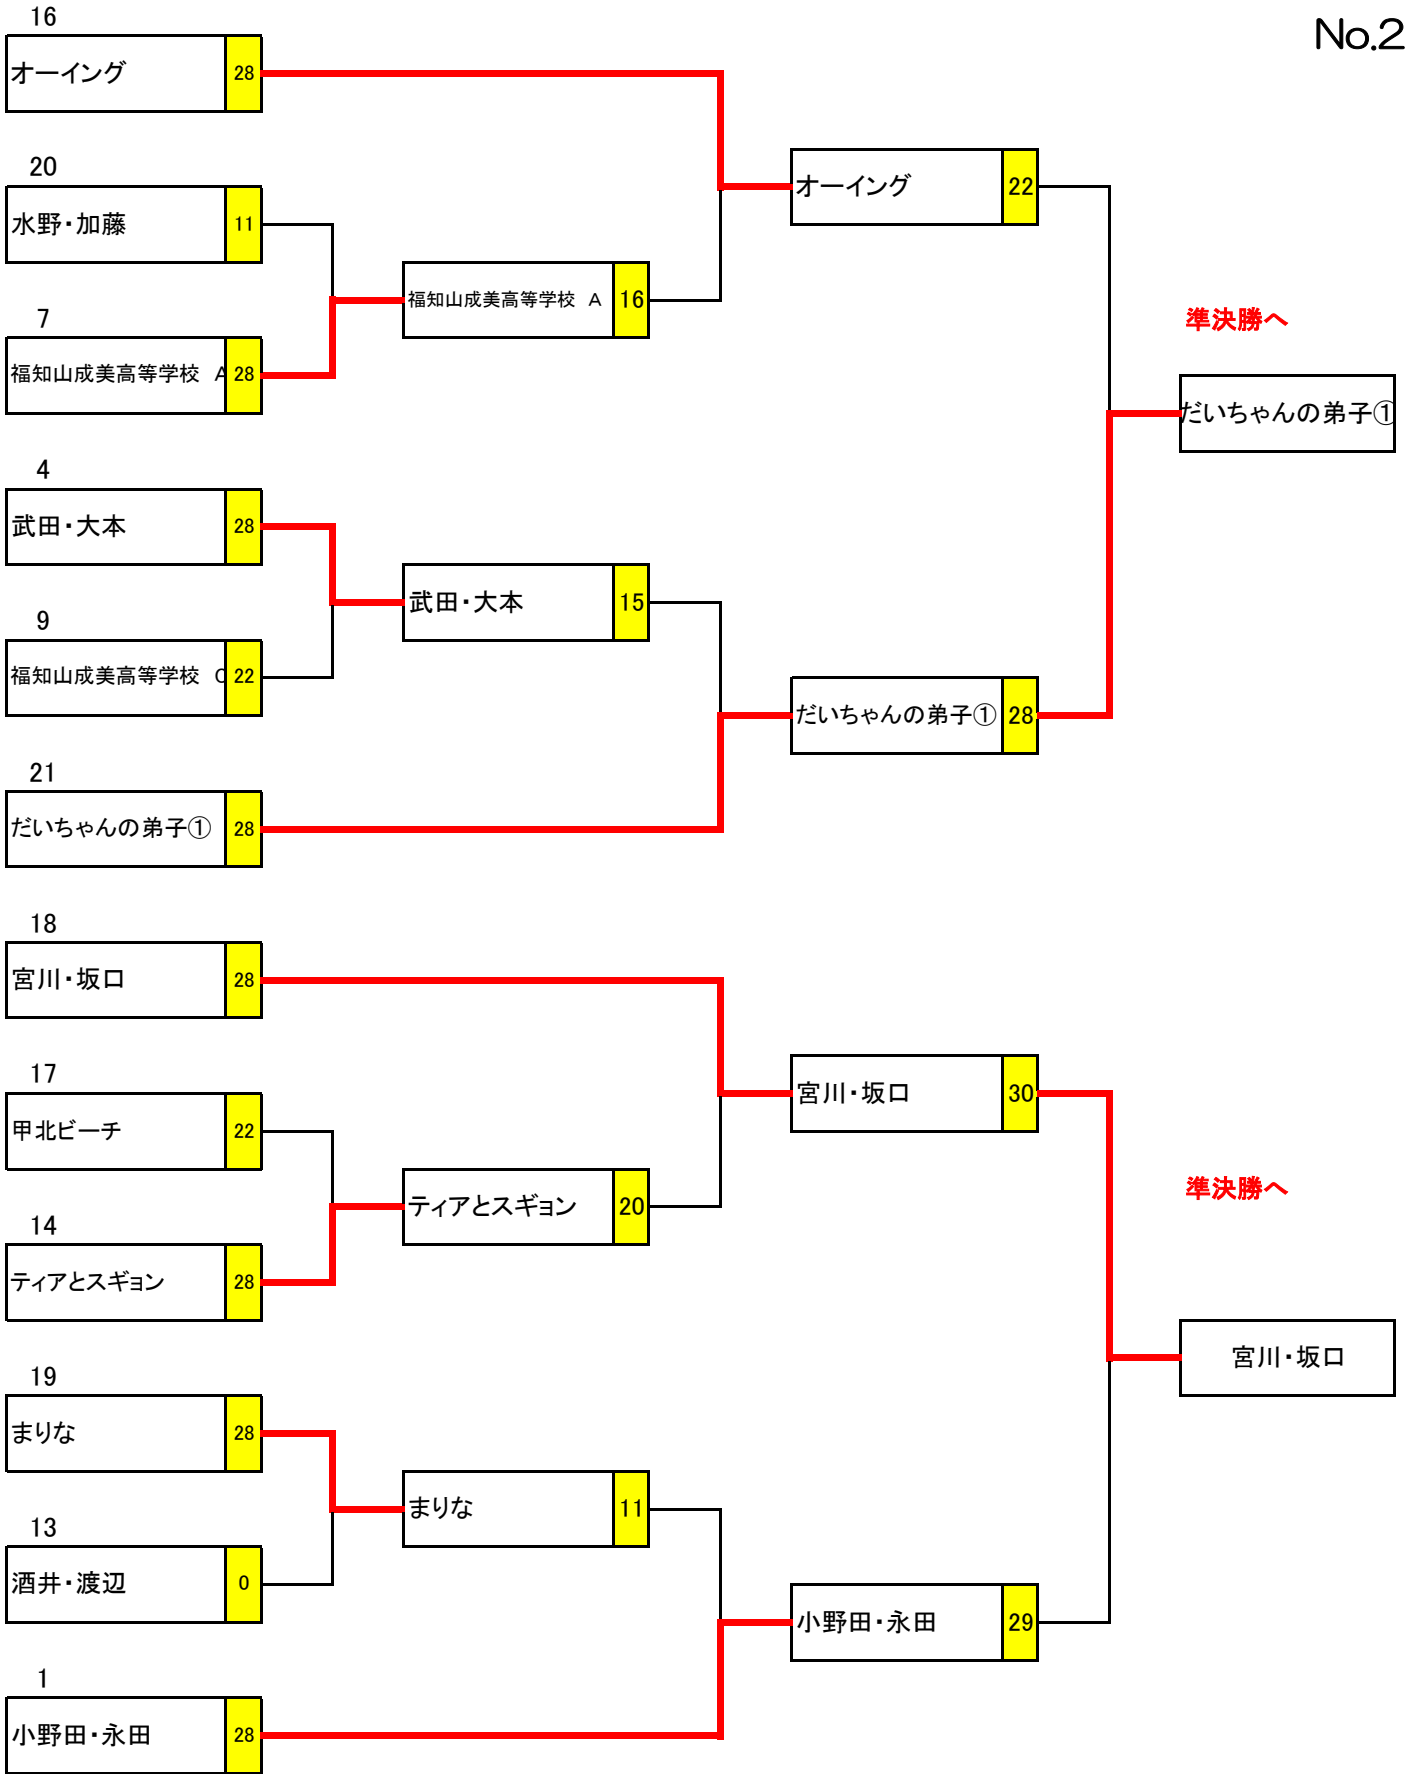 No.2
16
オーイング 28
20
水野・加藤 11
7
福知山成美高等学校 A 28
4
武田・大本 28
9
福知山成美高等学校 C 22
21
だいちゃんの弟子① 28
18
宮川・坂口 28
17
甲北ビーチ 22
14
ティアとスギョン 28
19
まりな 28
13
酒井・渡辺 0
1
小野田・永田 28
福知山成美高等学校 A 16
武田・大本 15
ティアとスギョン 20
まりな 11
オーイング 22
だいちゃんの弟子① 28
宮川・坂口 30
小野田・永田 29
準決勝へ
だいちゃんの弟子①
準決勝へ
宮川・坂口